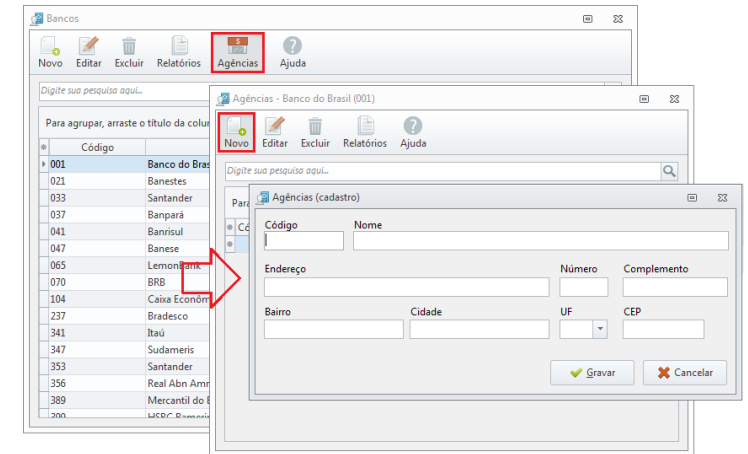 Bancos
Novo Editar Excluir Relatórios Agências Ajuda
Digite sua pesquisa aqui...
Para agrupar, arraste o título da colu
Código
001 Banco do Bras
021 Banestes
033 Santander
037 Banpará
041 Banrisul
047 Banese
065 LemonBank
070 BRB
104 Caixa Econôm
237 Bradesco
341 Itaú
347 Sudameris
353 Santander
356 Real Abn Amr
389 Mercantil do B
Agências - Banco do Brasil (001)
Novo Editar Excluir Relatórios Ajuda
Digite sua pesquisa aqui...
Para
Có
Agências (cadastro)
Código Nome
Endereço Número Complemento
Bairro Cidade UF CEP
Gravar Cancelar